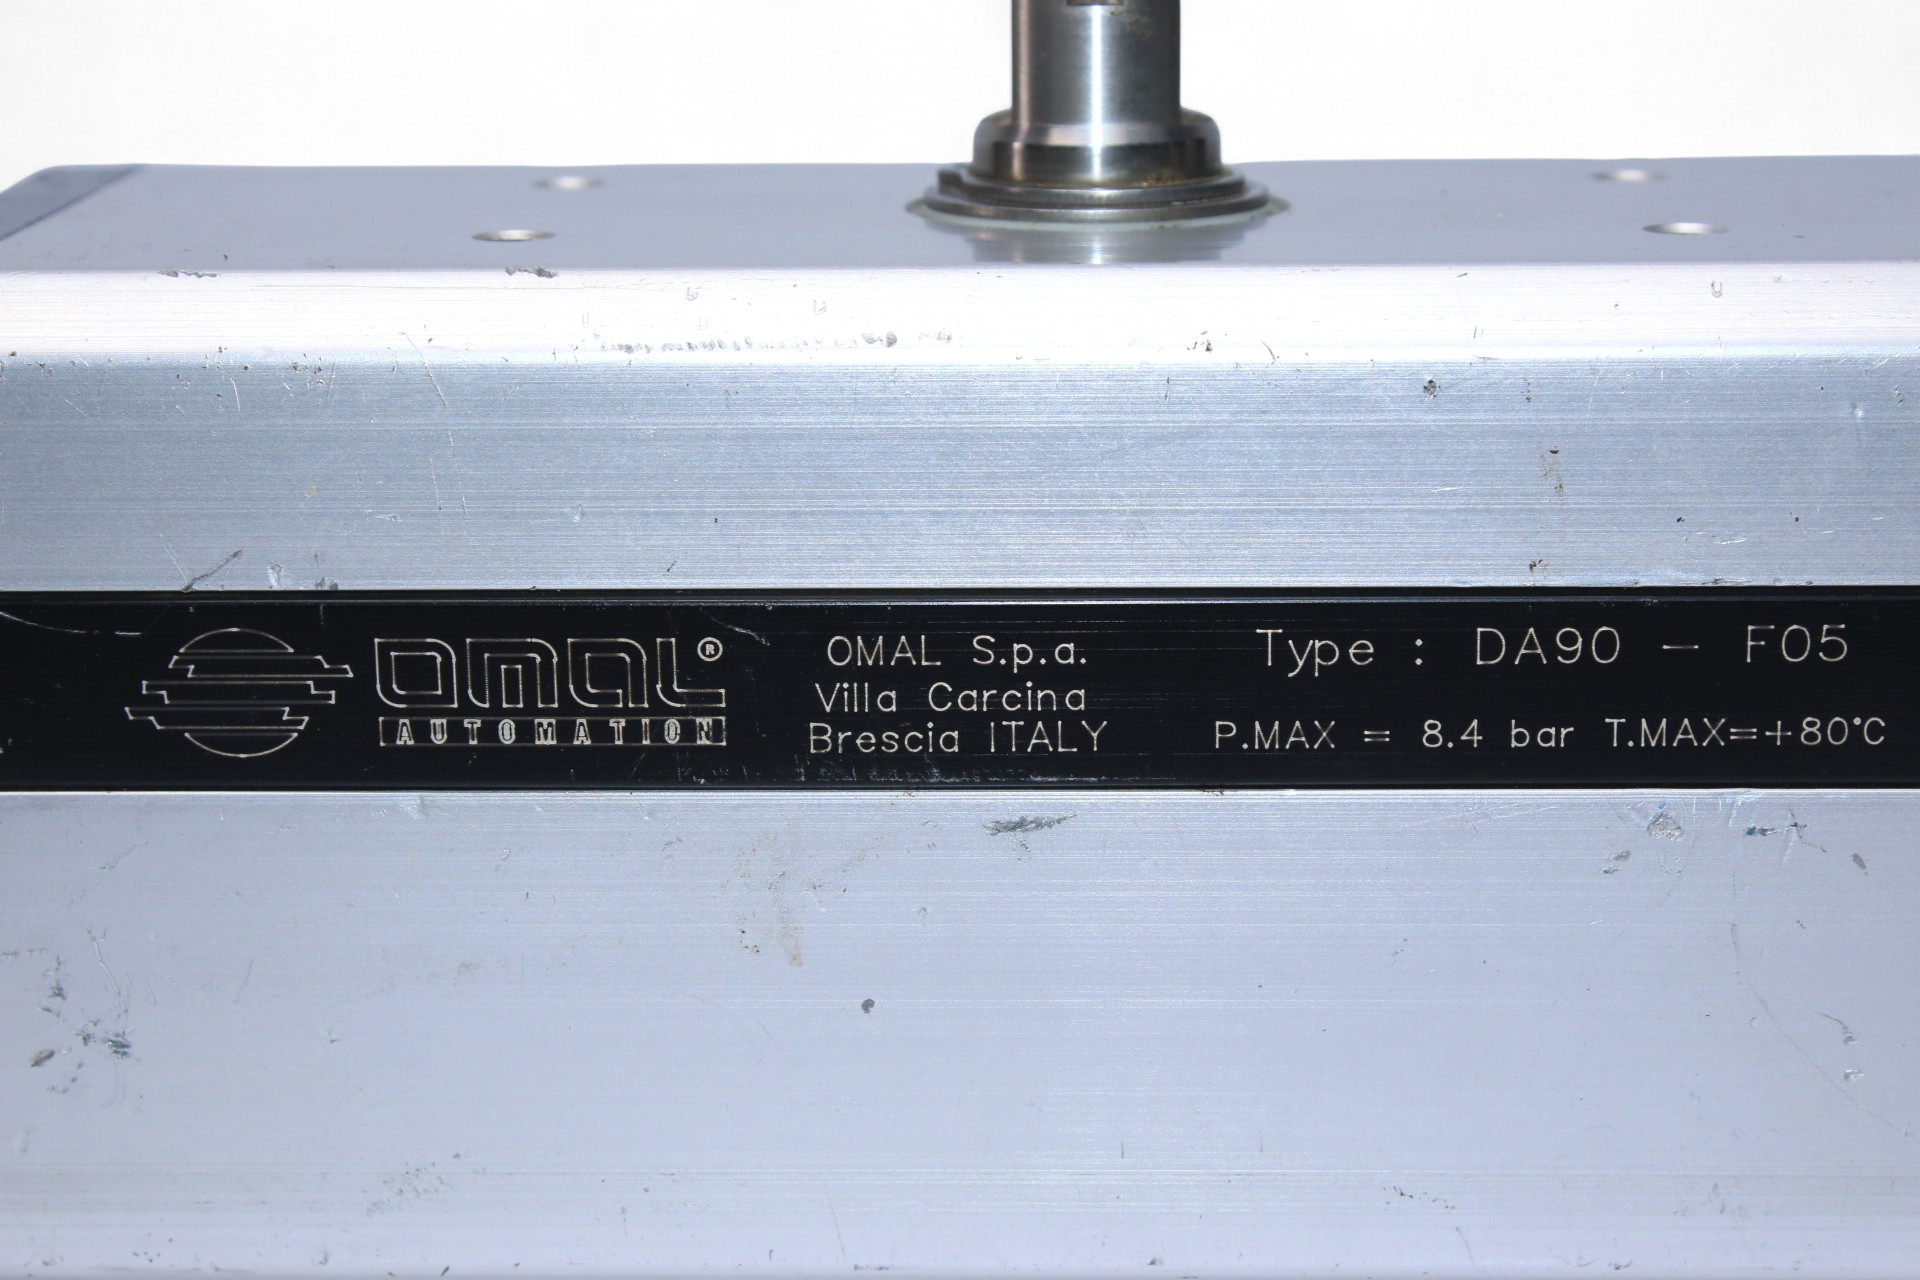 OMAL®
AUTOMATION
OMAL S.p.a.
Villa Carcina
Brescia ITALY
Type : DA90 - F05
P.MAX = 8.4 bar T.MAX=+80°C